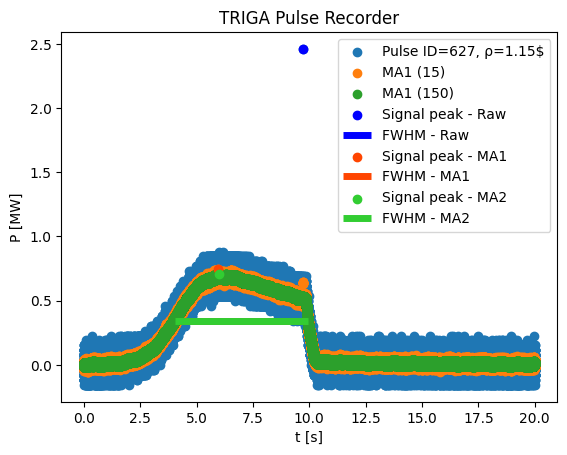 TRIGA Pulse Recorder
P [MW]
2.5
2.0
1.5
1.0
0.5
0.0
Pulse ID=627, ρ=1.15$
MA1 (15)
MA1 (150)
Signal peak - Raw
FWHM - Raw
Signal peak - MA1
FWHM - MA1
Signal peak - MA2
FWHM - MA2
0.0 2.5 5.0 7.5 10.0 12.5 15.0 17.5 20.0
t [s]